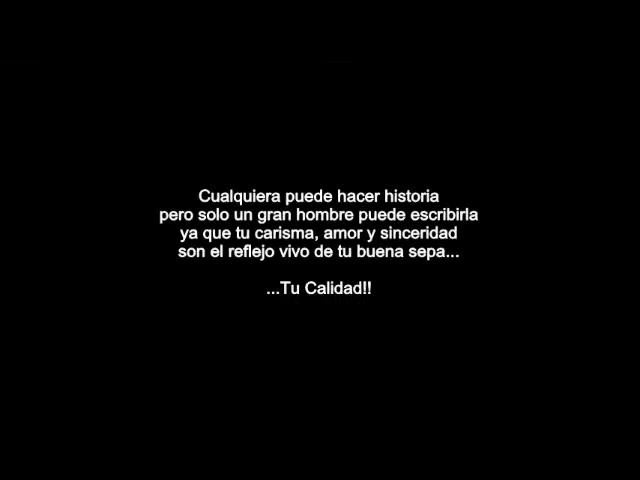 Cualquiera puede hacer historia
pero solo un gran hombre puede escribirla
ya que tu carisma, amor y sinceridad
son el reflejo vivo de tu buena sepa...
...Tu Calidad!!